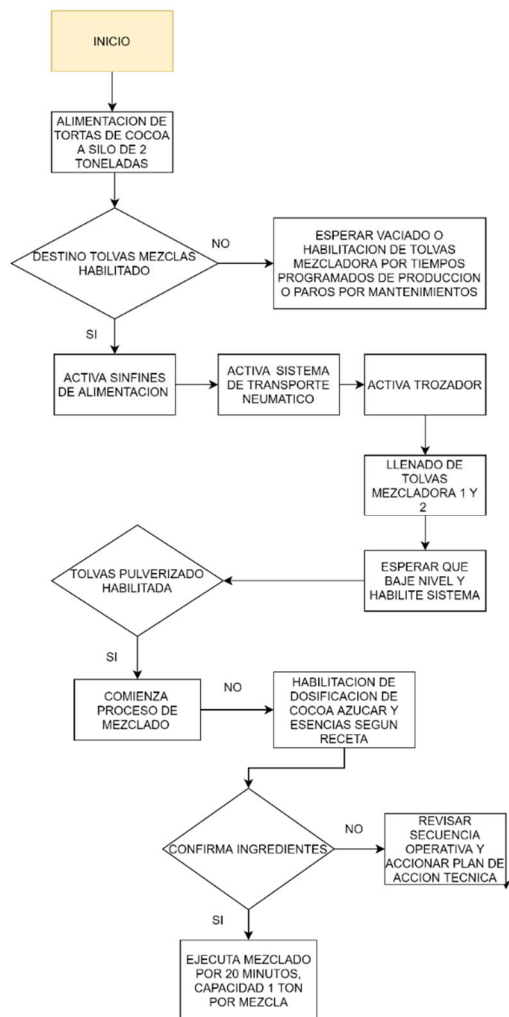 INICIO
ALIMENTACION DE
TORTAS DE COCOA
A SILO DE 2
TONELADAS
DESTINO TOLVAS MEZCLAS
HABILITADO
NO
ESPERAR VACIADO O
HABILITACION DE TOLVAS
MEZCLADORA POR TIEMPOS
PROGRAMADOS DE PRODUCCION
O PAROS POR MANTENIMIENTOS
SI
ACTIVA SINFINES
DE ALIMENTACION
ACTIVA SISTEMA
DE TRANSPORTE
NEUMATICO
ACTIVA TROZADOR
LLENADO DE
TOLVAS
MEZCLADORA 1 Y
2
ESPERAR QUE
BAJE NIVEL Y
HABILITE SISTEMA
TOLVAS PULVERIZADO
HABILITADA
SI
COMIENZA
PROCESO DE
MEZCLADO
NO
HABILITACION DE
DOSIFICACION DE
COCOA AZUCAR Y
ESENCIAS SEGUN
RECETA
CONFIRMA INGREDIENTES
NO
REVISAR
SECUENCIA
OPERATIVA Y
ACCIONAR PLAN DE
ACCION TECNICA
SI
EJECUTA MEZCLADO
POR 20 MINUTOS,
CAPACIDAD 1 TON
POR MEZCLA